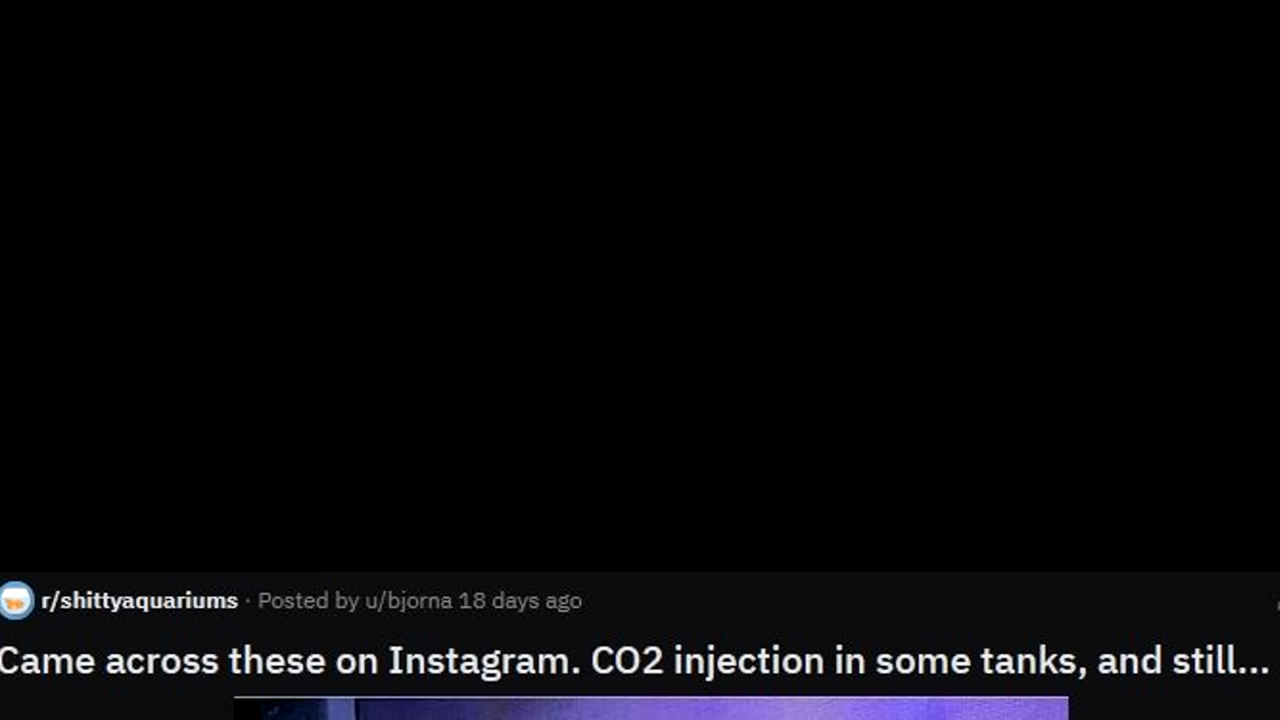 r/shittyaquariums · Posted by u/bjorna 18 days ago
Came across these on Instagram. CO2 injection in some tanks, and still...